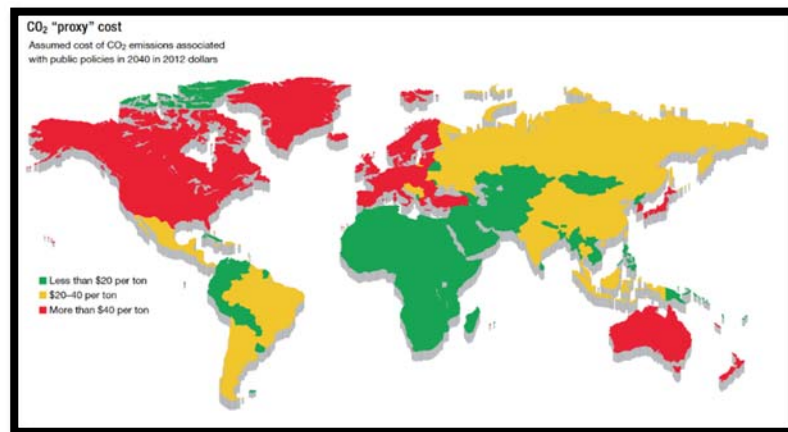 CO₂ “proxy” cost
Assumed cost of CO₂ emissions associated
with public policies in 2040 in 2012 dollars
Less than $20 per ton
$20–40 per ton
More than $40 per ton